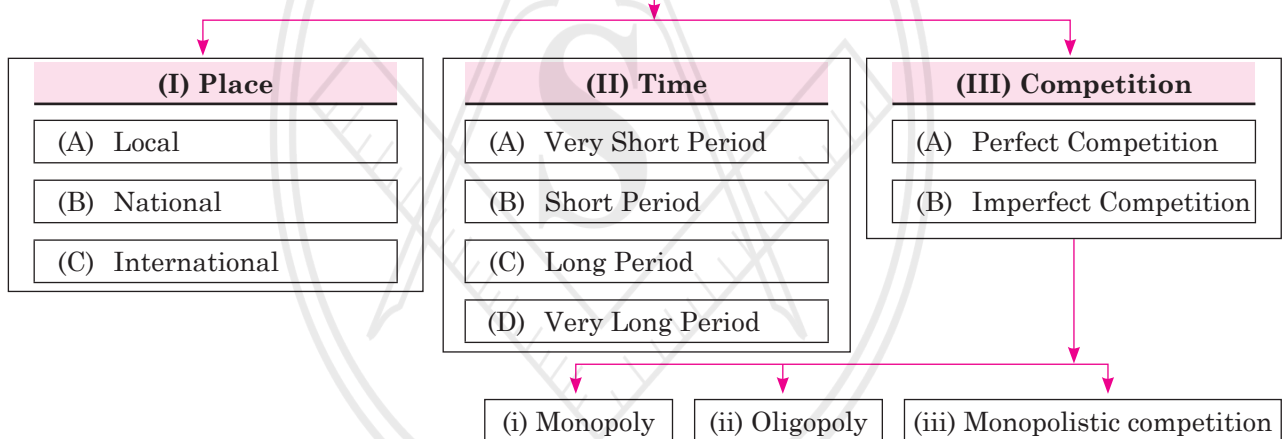 (I) Place
(A) Local
(B) National
(C) International
(II) Time
(A) Very Short Period
(B) Short Period
(C) Long Period
(D) Very Long Period
(III) Competition
(A) Perfect Competition
(B) Imperfect Competition
(i) Monopoly
(ii) Oligopoly
(iii) Monopolistic competition